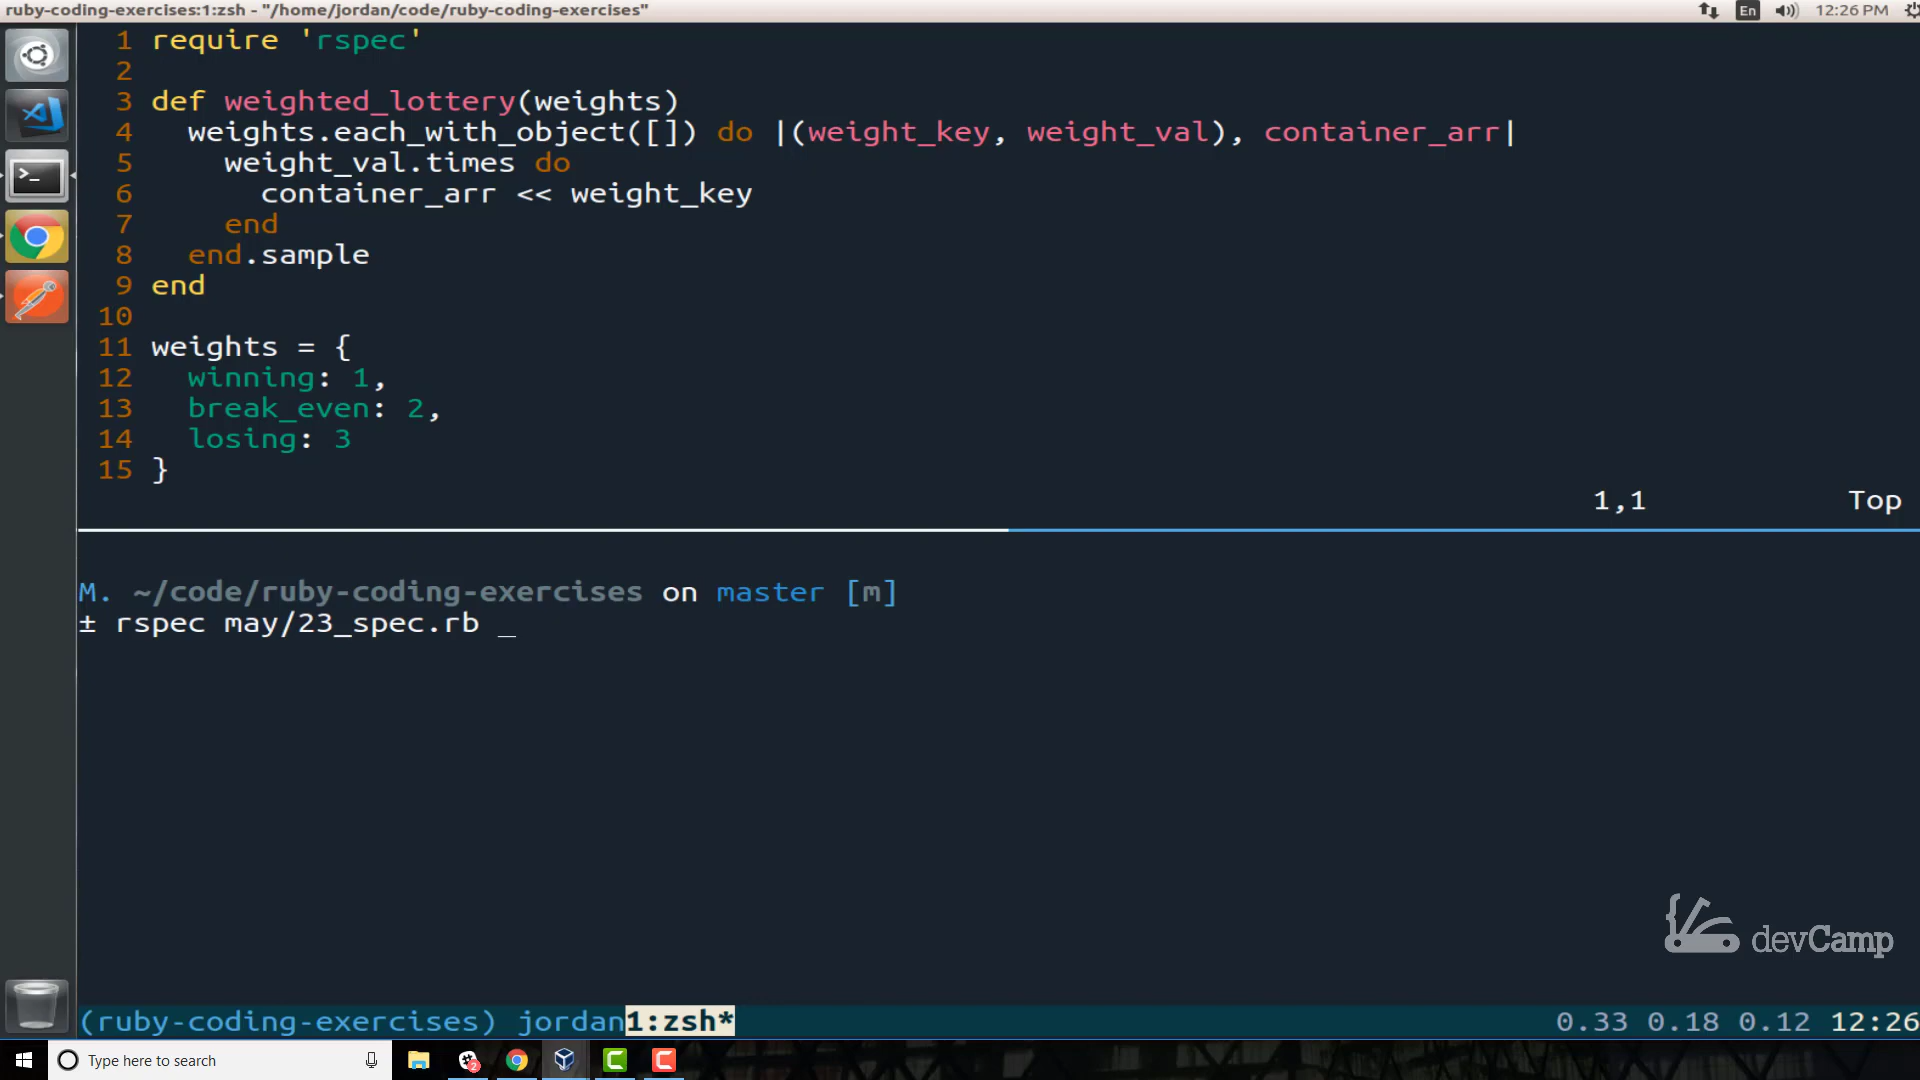 ruby-coding-exercises:1:zsh - "/home/jordan/code/ruby-coding-exercises"
En 12:26 PM
1 require 'rspec'
2
3 def weighted_lottery(weights)
4   weights.each_with_object([]) do |(weight_key, weight_val), container_arr|
5     weight_val.times do
6       container_arr << weight_key
7     end
8   end.sample
9 end
10
11 weights = {
12   winning: 1,
13   break_even: 2,
14   losing: 3
15 }
1,1 Top
M. ~/code/ruby-coding-exercises on master [m]
± rspec may/23_spec.rb _
devCamp
(ruby-coding-exercises) jordan1:zsh* 0.33 0.18 0.12 12:26
Type here to search
2